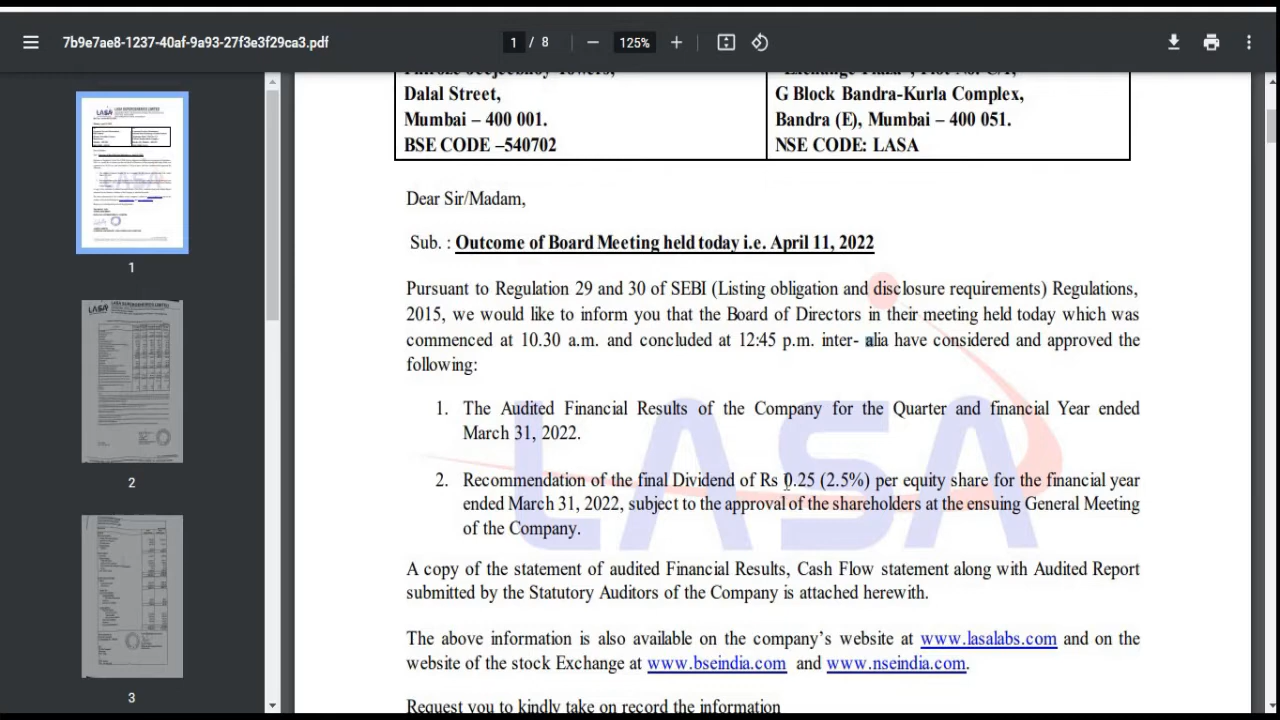 7b9e7ae8-1237-40af-9a93-27f3e3f29ca3.pdf
1 / 8
125%
Dalal Street,
Mumbai – 400 001.
BSE CODE –540702
G Block Bandra-Kurla Complex,
Bandra (E), Mumbai – 400 051.
NSE CODE: LASA
Dear Sir/Madam,
Sub. : Outcome of Board Meeting held today i.e. April 11, 2022
Pursuant to Regulation 29 and 30 of SEBI (Listing obligation and disclosure requirements) Regulations,
2015, we would like to inform you that the Board of Directors in their meeting held today which was
commenced at 10:30 a.m. and concluded at 12:45 p.m. inter- alia have considered and approved the
following:
1. The Audited Financial Results of the Company for the Quarter and financial Year ended
March 31, 2022.
2. Recommendation of the final Dividend of Rs 0.25 (2.5%) per equity share for the financial year
ended March 31, 2022, subject to the approval of the shareholders at the ensuing General Meeting
of the Company.
A copy of the statement of audited Financial Results, Cash Flow statement along with Audited Report
submitted by the Statutory Auditors of the Company is attached herewith.
The above information is also available on the company's website at www.lasalabs.com and on the
website of the stock Exchange at www.bseindia.com and www.nseindia.com.
Request you to kindly take on record the information
LASA
1
2
3